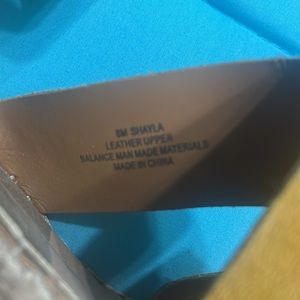 8M SHAYLA
LEATHER UPPER
BALANCE MAN MADE MATERIALS
MADE IN CHINA